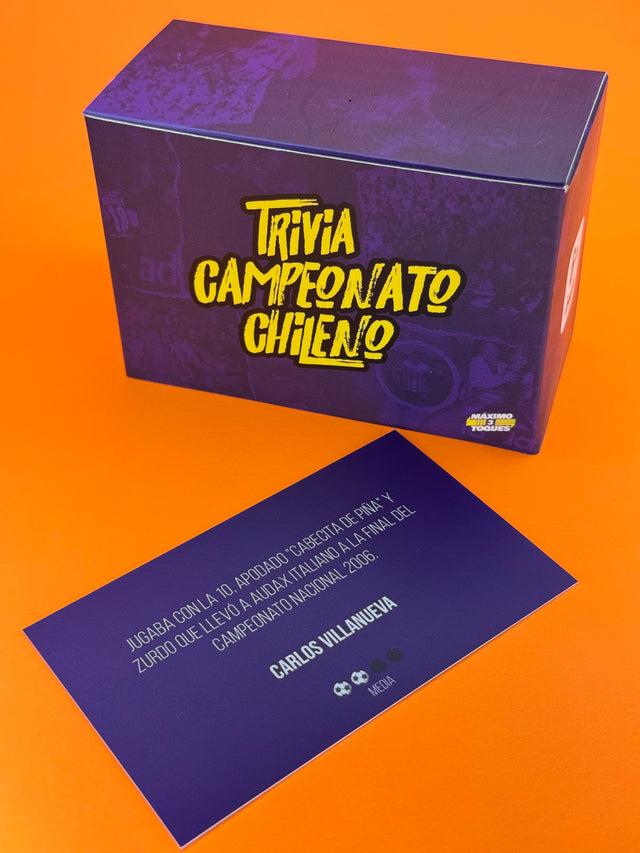 TRiViA
CAMPEONATO
CHiLENO
MÁXIMO
3
TOQUES
JUGABA CON LA 10. APODADO "CABECITA DE PIÑA" Y
ZURDO QUE LLEVÓ A AUDAX ITALIANO A LA FINAL DEL
CAMPEONATO NACIONAL 2006.
CARLOS VILLANUEVA
MEDIA